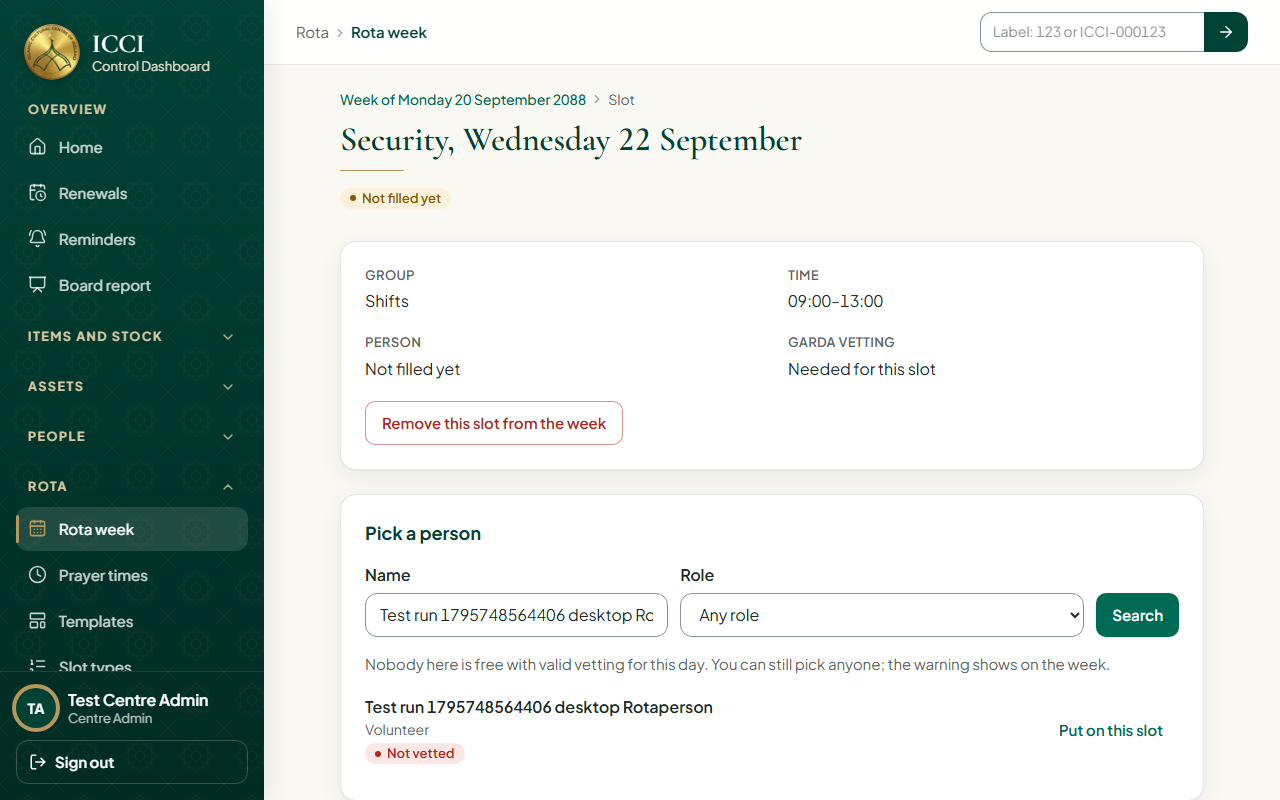 ICCI
Control Dashboard
OVERVIEW
Home
Renewals
Reminders
Board report
ITEMS AND STOCK
ASSETS
PEOPLE
ROTA
Rota week
Prayer times
Templates
Slot types
TA
Test Centre Admin
Centre Admin
Sign out
Rota > Rota week
Label: 123 or ICCI-000123
Week of Monday 20 September 2088 > Slot
Security, Wednesday 22 September
Not filled yet
GROUP
Shifts
TIME
09:00–13:00
PERSON
Not filled yet
GARDA VETTING
Needed for this slot
Remove this slot from the week
Pick a person
Name
Role
Test run 1795748564406 desktop Ro
Any role
Search
Nobody here is free with valid vetting for this day. You can still pick anyone; the warning shows on the week.
Test run 1795748564406 desktop Rotaperson
Volunteer
Not vetted
Put on this slot